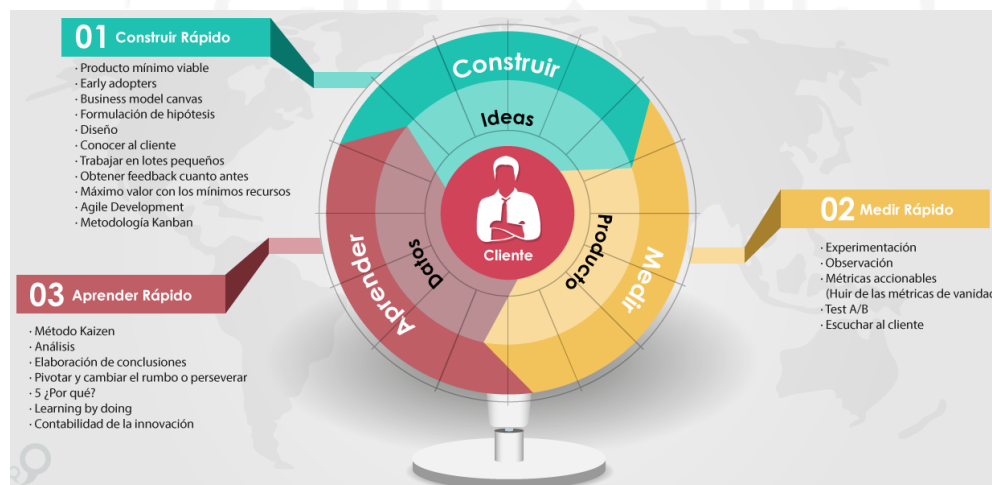 01 Construir Rápido
· Producto mínimo viable
· Early adopters
· Business model canvas
· Formulación de hipótesis
· Diseño
· Conocer al cliente
· Trabajar en lotes pequeños
· Obtener feedback cuanto antes
· Máximo valor con los mínimos recursos
· Agile Development
· Metodología Kanban
Construir
Ideas
Cliente
Producto
Medir
Datos
Aprender
02 Medir Rápido
· Experimentación
· Observación
· Métricas accionables
(Huir de las métricas de vanidad
· Test A/B
· Escuchar al cliente
03 Aprender Rápido
· Método Kaizen
· Análisis
· Elaboración de conclusiones
· Pivotar y cambiar el rumbo o perseverar
· 5 ¿Por qué?
· Learning by doing
· Contabilidad de la innovación